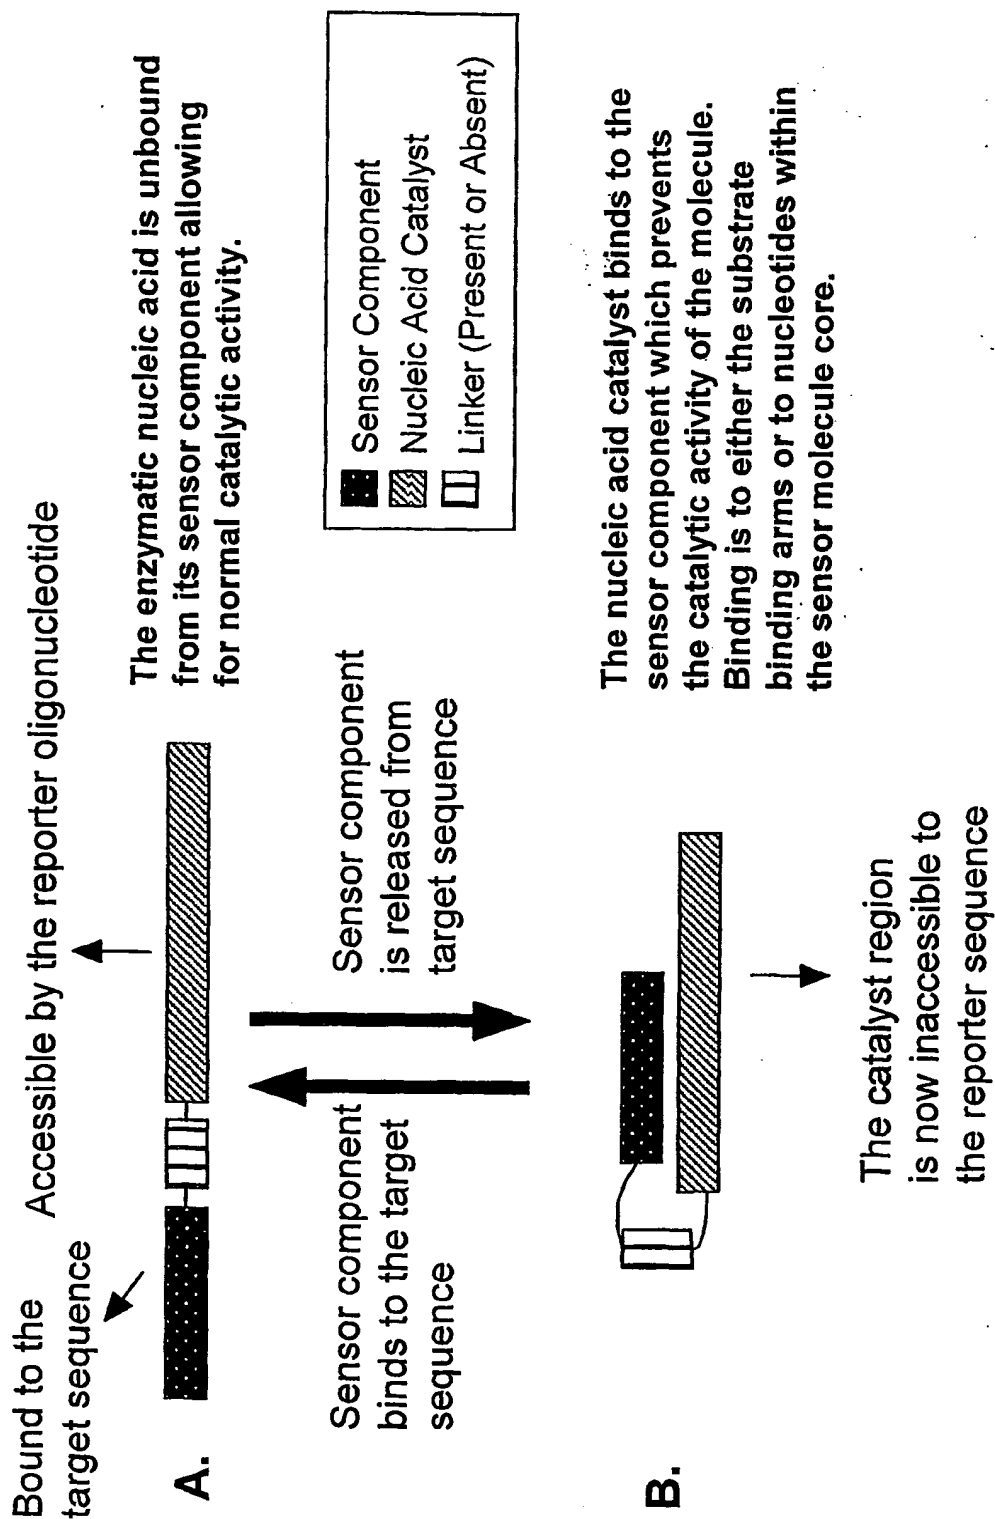 Bound to the
target sequence
Accessible by the reporter oligonucleotide
A.
The enzymatic nucleic acid is unbound
from its sensor component allowing
for normal catalytic activity.
Sensor component
binds to the target
sequence
Sensor component
is released from
target sequence
Sensor Component
Nucleic Acid Catalyst
Linker (Present or Absent)
B.
The nucleic acid catalyst binds to the
sensor component which prevents
the catalytic activity of the molecule.
Binding is to either the substrate
binding arms or to nucleotides within
the sensor molecule core.
The catalyst region
is now inaccessible to
the reporter sequence